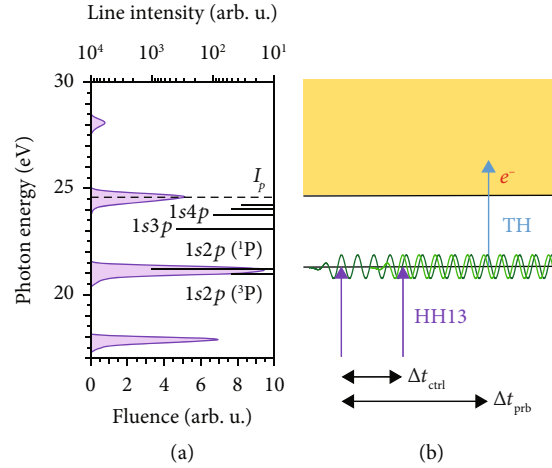 Line intensity (arb. u.)
10⁴ 10³ 10² 10¹
30
25
20
Photon energy (eV)
Iₚ
1s4p
1s3p
1s2p (¹P)
1s2p (³P)
0 2 4 6 8 10
Fluence (arb. u.)
(a)
e⁻
TH
HH13
Δt_ctrl
Δt_prb
(b)